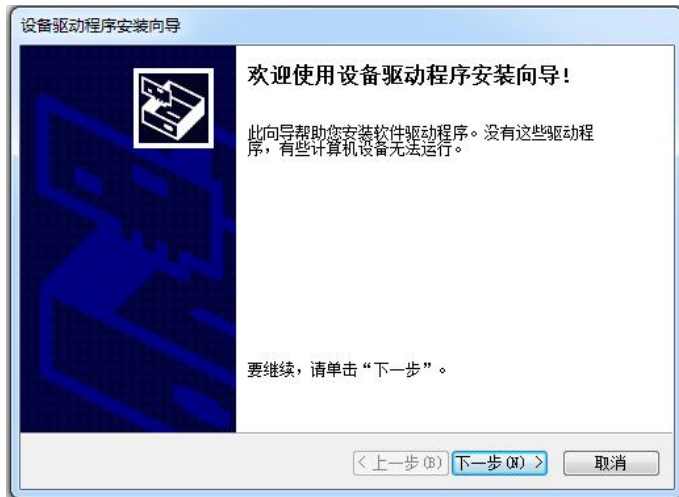 设备驱动程序安装向导
欢迎使用设备驱动程序安装向导!
此向导帮助您安装软件驱动程序。没有这些驱动程
序，有些计算机设备无法运行。
要继续，请单击“下一步”。
< 上一步(B) 下一步(N) > 取消